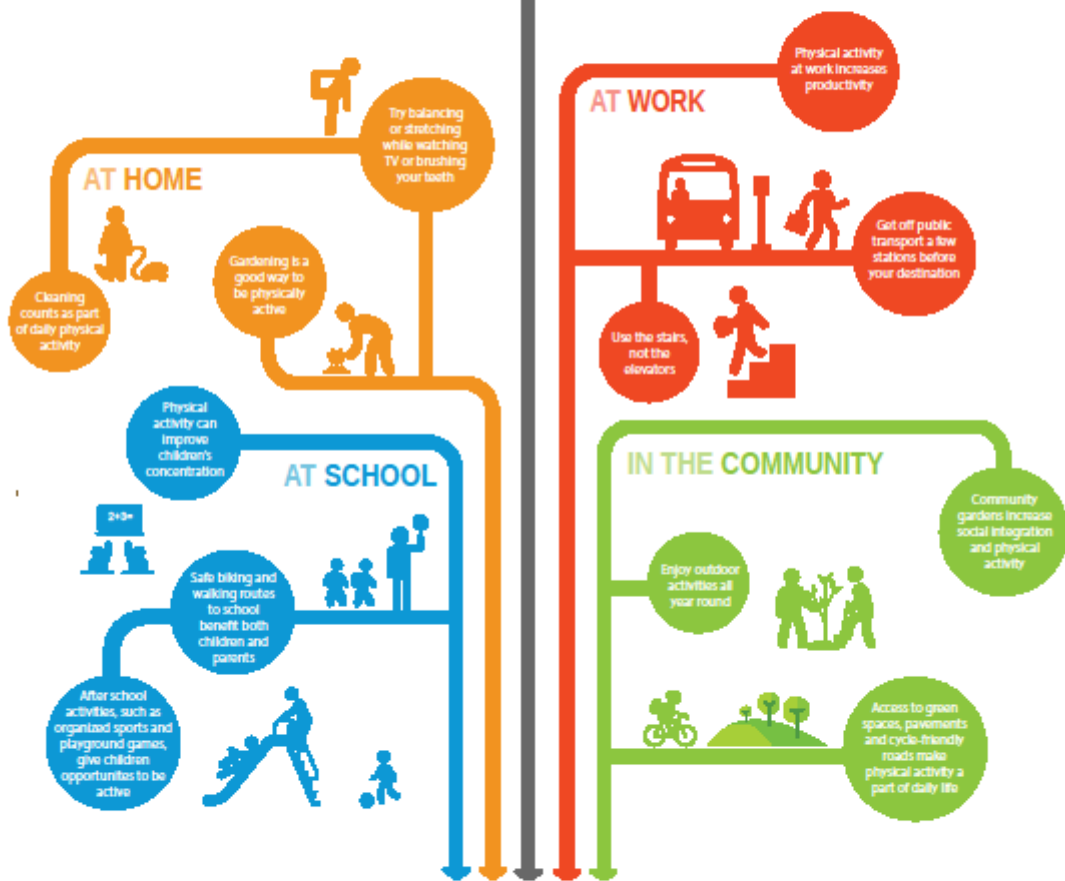 AT HOME
Try balancing
or stretching
while watching
TV or brushing
your teeth
Gardening is a
good way to
be physically
active
Cleaning
counts as part
of daily physical
activity
AT SCHOOL
Physical
activity can
improve
children's
concentration
2+3=
Safe biking and
walking routes
to school
benefit both
children and
parents
After school
activities, such as
organized sports and
playground games,
give children
opportunites to be
active
AT WORK
Physical activity
at work increases
productivity
Get off public
transport a few
stations before
your destination
Use the stairs,
not the
elevators
IN THE COMMUNITY
Community
gardens increase
social integration
and physical
activity
Enjoy outdoor
activities all
year round
Access to green
spaces, pavements
and cycle-friendly
roads make
physical activity a
part of daily life